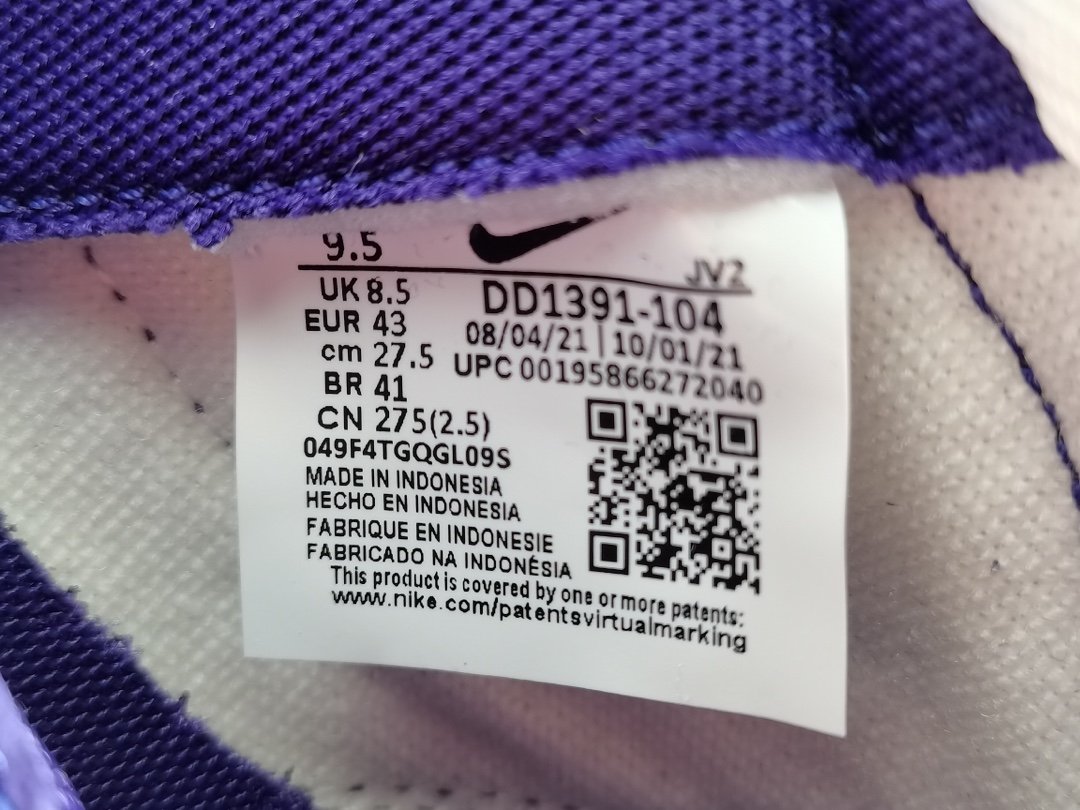 9.5
JV2
UK 8.5
EUR 43
cm 27.5
BR 41
CN 275(2.5)
DD1391-104
08/04/21 | 10/01/21
UPC 00195866272040
049F4TGQGL09S
MADE IN INDONESIA
HECHO EN INDONESIA
FABRIQUE EN INDONESIE
FABRICADO NA INDONÉSIA
This product is covered by one or more patents:
www.nike.com/patentsvirtualmarking